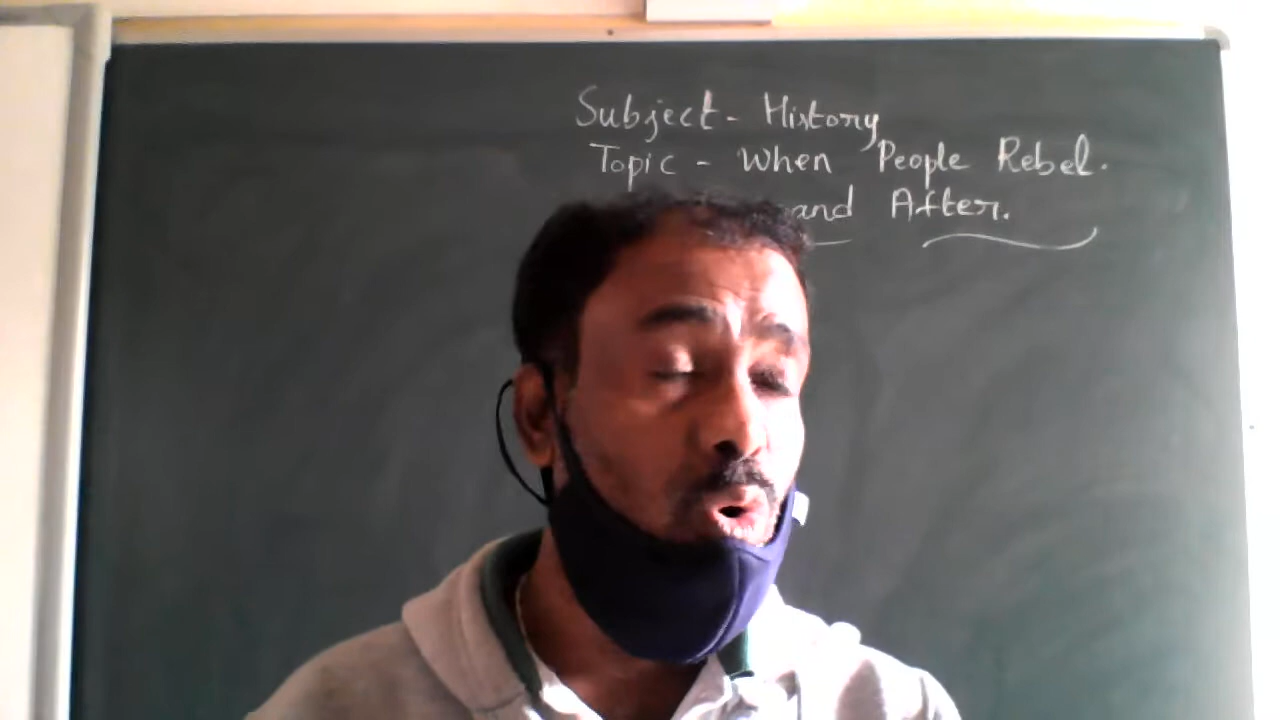 Subject - History
Topic - When People Rebel.
and After.